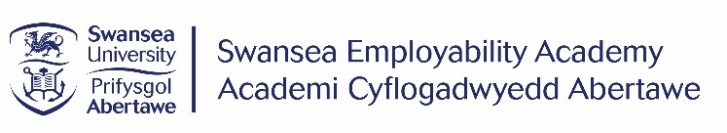 Swansea
University
Prifysgol
Abertawe
Swansea Employability Academy
Academi Cyflogadwyedd Abertawe